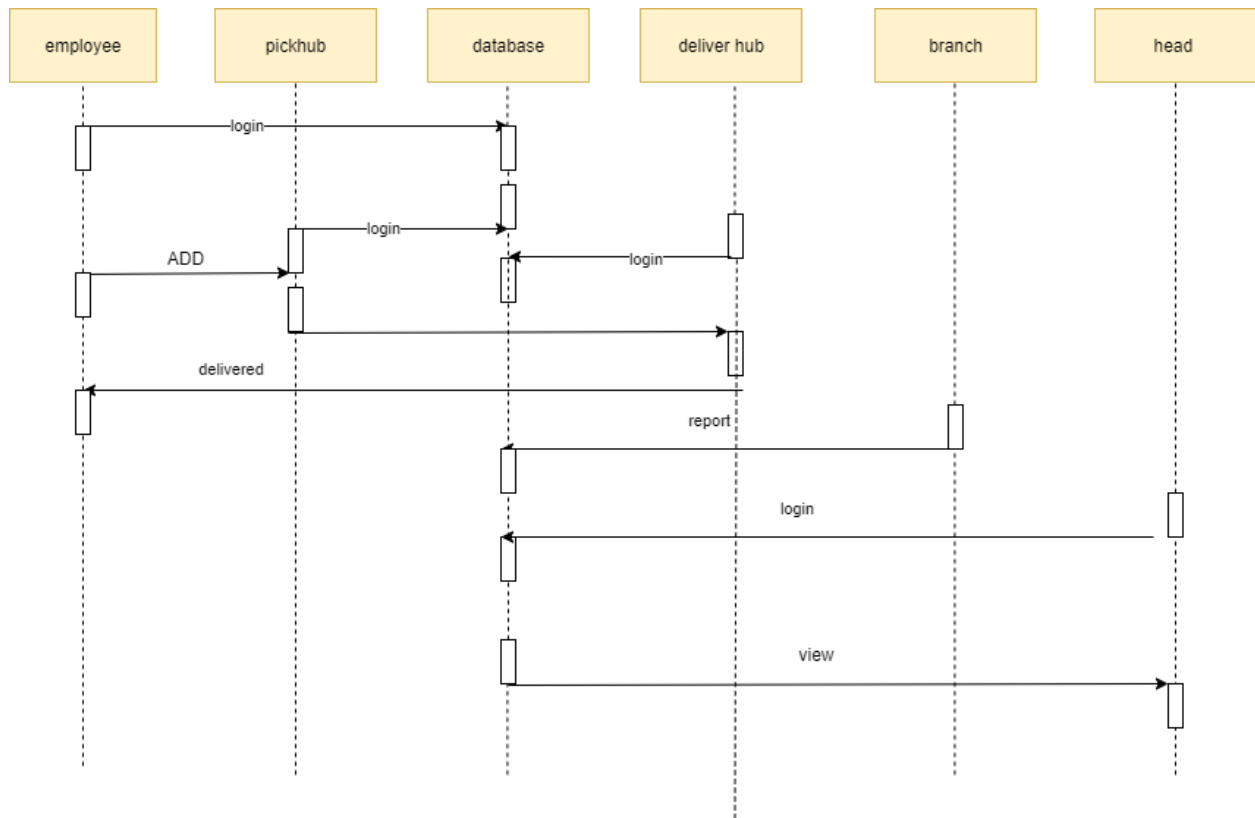 employee
pickhub
database
deliver hub
branch
head
login
login
login
ADD
delivered
report
login
view